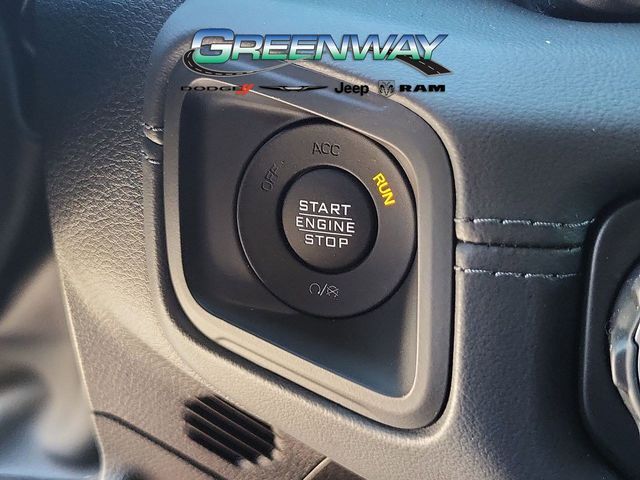 GREENWAY
DODGE Jeep RAM
ACC
OFF
RUN
START
ENGINE
STOP